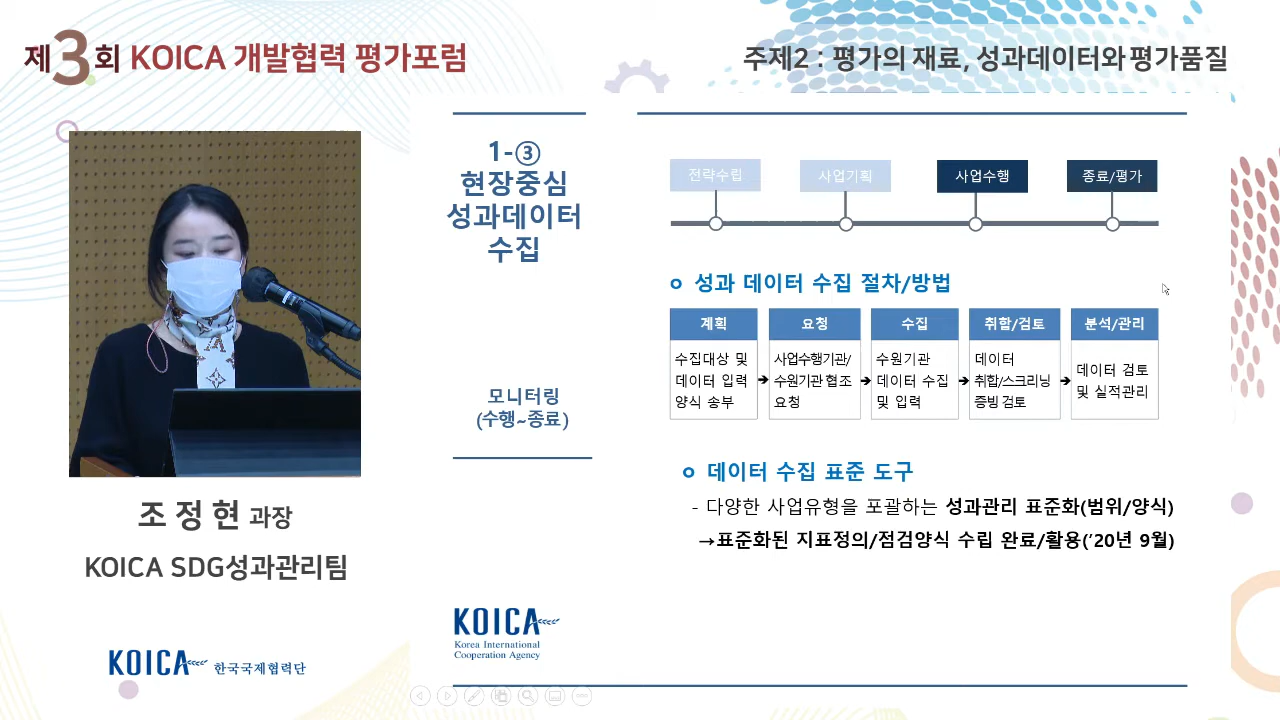 제3회 KOICA 개발협력 평가포럼
주제2 : 평가의 재료, 성과데이터와 평가품질
1-③
현장중심
성과데이터
수집
모니터링
(수행~종료)
전략수립
사업기획
사업수행
종료/평가
o 성과 데이터 수집 절차/방법
계획
수집대상 및
데이터 입력
양식 송부
➔
요청
사업수행기관/
수원기관 협조
요청
➔
수집
수원기관
데이터 수집
및 입력
➔
취합/검토
데이터
취합/스크리닝
증빙 검토
➔
분석/관리
데이터 검토
및 실적관리
o 데이터 수집 표준 도구
- 다양한 사업유형을 포괄하는 성과관리 표준화(범위/양식)
→표준화된 지표정의/점검양식 수립 완료/활용(’20년 9월)
조 정 현 과장
KOICA SDG성과관리팀
KOICA 한국국제협력단
KOICA
Korea International
Cooperation Agency